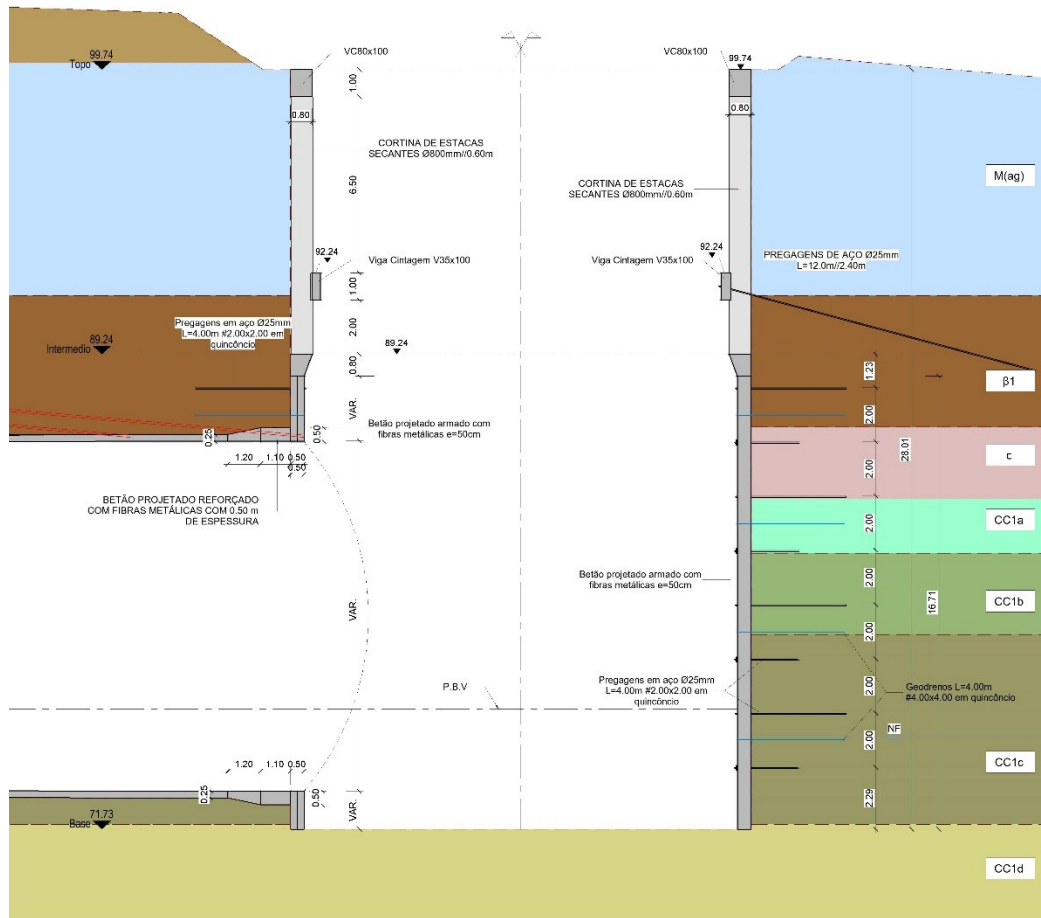 99.74
Topo
VC80x100
1.00
0.80
CORTINA DE ESTACAS
SECANTES Ø800mm//0.60m
6.50
92.24
Viga Cintagem V35x100
1.00
Pregagens em aço Ø25mm
L=4.00m #2.00x2.00 em
quincôncio
2.00
89.24
Intermedio
89.24
0.80
VAR.
Betão projetado armado com
fibras metálicas e=50cm
0.25
0.50
1.20
1.10
0.50
0.50
BETÃO PROJETADO REFORÇADO
COM FIBRAS METÁLICAS COM 0.50 m
DE ESPESSURA
VAR.
P.B.V
1.20
1.10
0.50
0.25
0.50
VAR.
71.73
Base
VC80x100
99.74
0.80
CORTINA DE ESTACAS
SECANTES Ø800mm//0.60m
M(ag)
92.24
Viga Cintagem V35x100
PREGAGENS DE AÇO Ø25mm
L=12.0m//2.40m
1.23
β1
2.00
28.01
2.00
c
2.00
CC1a
Betão projetado armado com
fibras metálicas e=50cm
2.00
16.71
CC1b
2.00
Pregagens em aço Ø25mm
L=4.00m #2.00x2.00 em
quincôncio
2.00
Geodrenos L=4.00m
#4.00x4.00 em quincôncio
2.00
NF
CC1c
2.29
CC1d